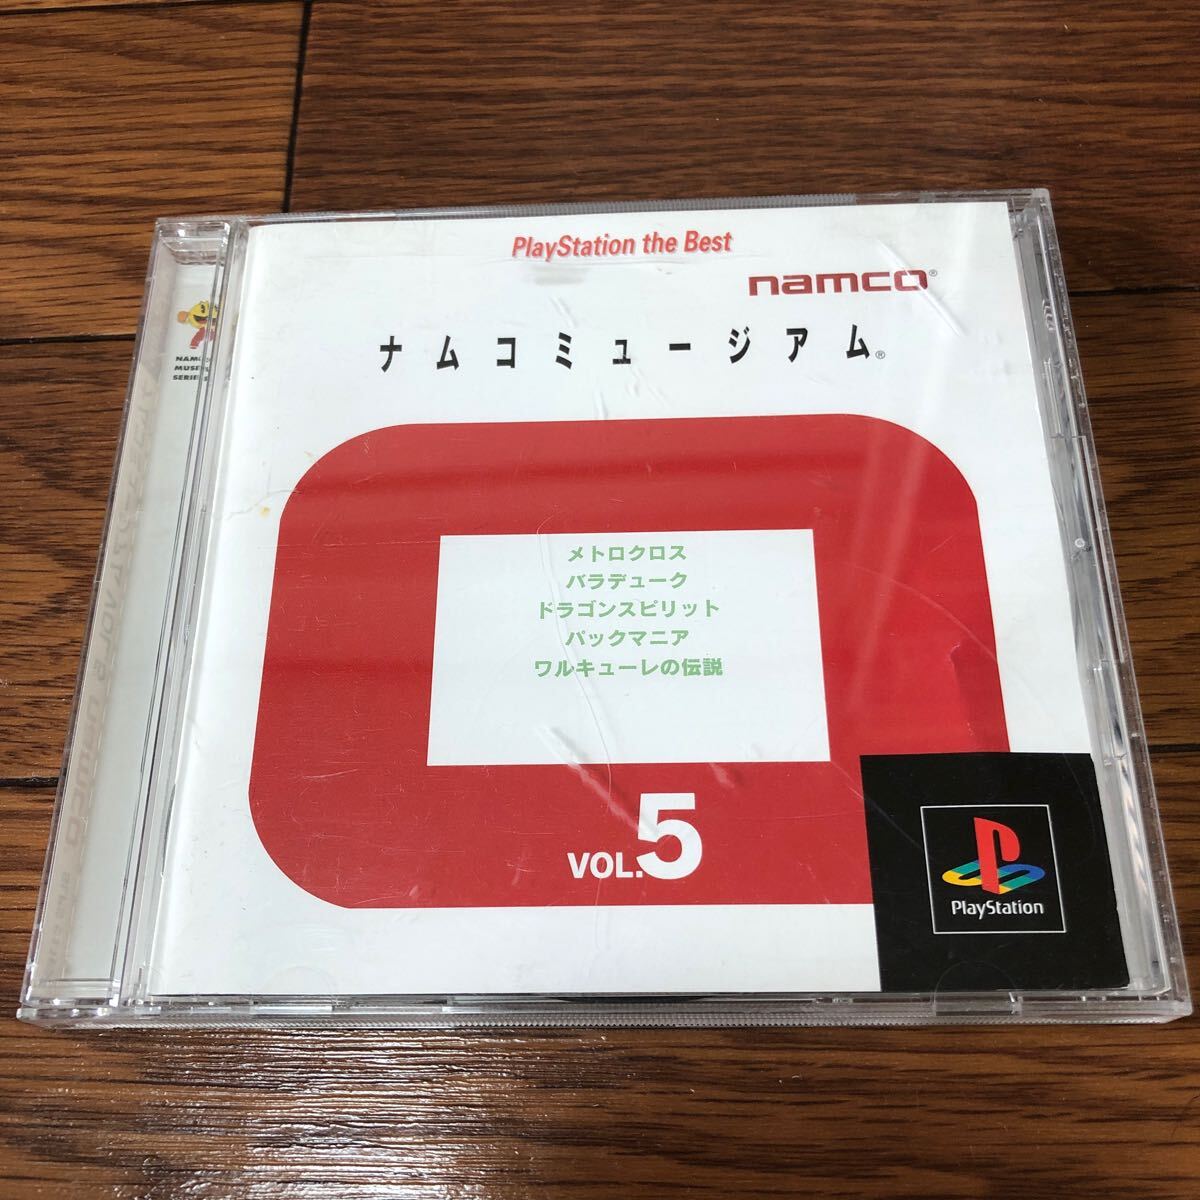 PlayStation the Best
namco®
ナムコミュージアム®
メトロクロス
バラデューク
ドラゴンスピリット
パックマニア
ワルキューレの伝説
VOL.5
PlayStation